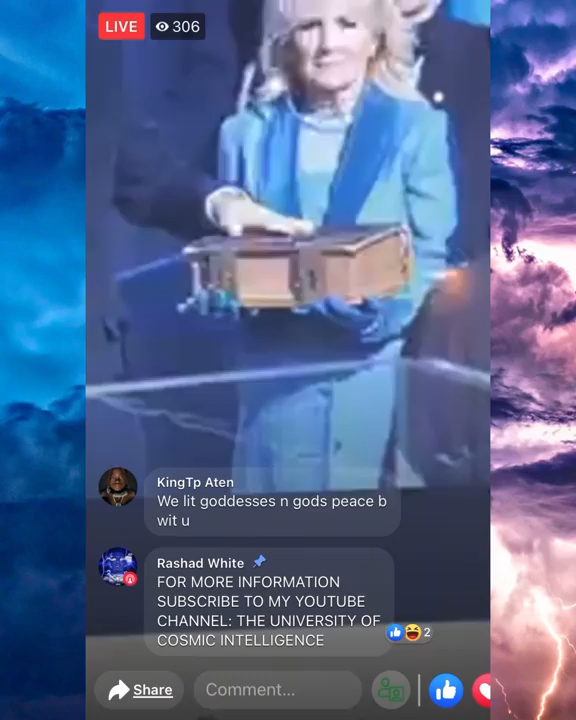 LIVE 306
KingTp Aten
We lit goddesses n gods peace b
wit u
Rashad White
FOR MORE INFORMATION
SUBSCRIBE TO MY YOUTUBE
CHANNEL: THE UNIVERSITY OF
COSMIC INTELLIGENCE
2
Share Comment...